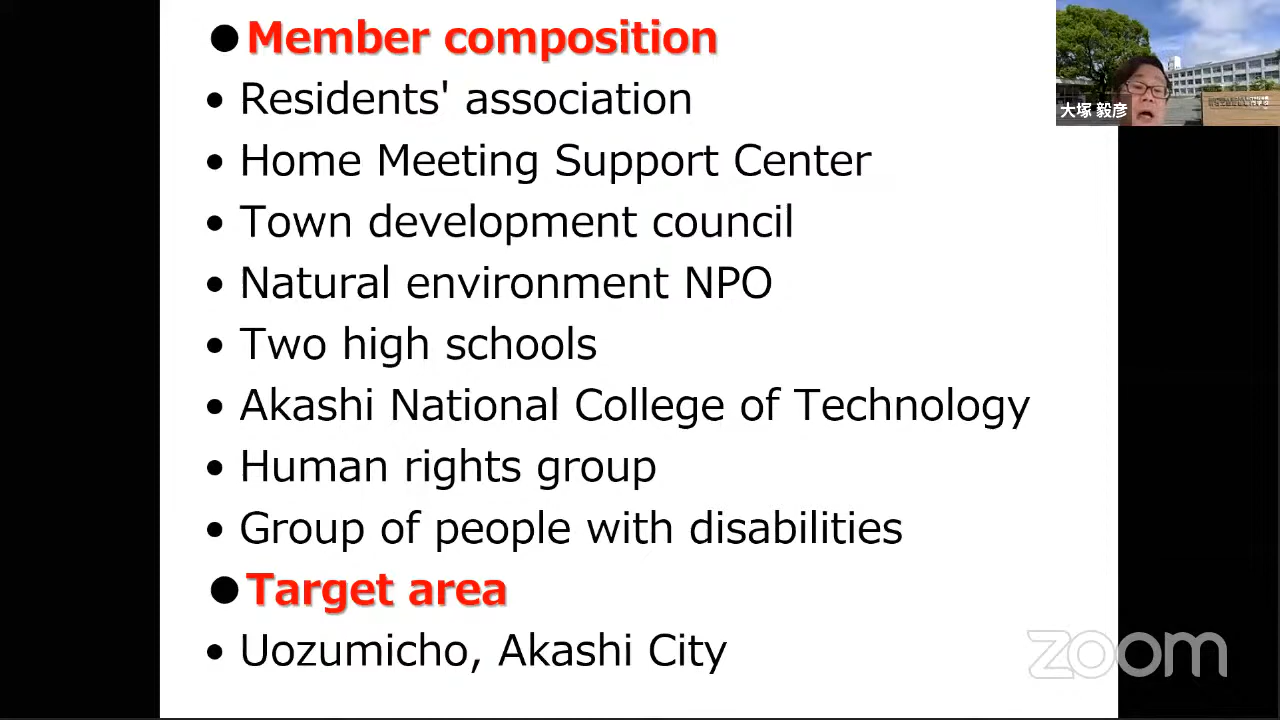 ●Member composition
• Residents' association
• Home Meeting Support Center
• Town development council
• Natural environment NPO
• Two high schools
• Akashi National College of Technology
• Human rights group
• Group of people with disabilities
●Target area
• Uozumicho, Akashi City
大塚 毅彦
zoom